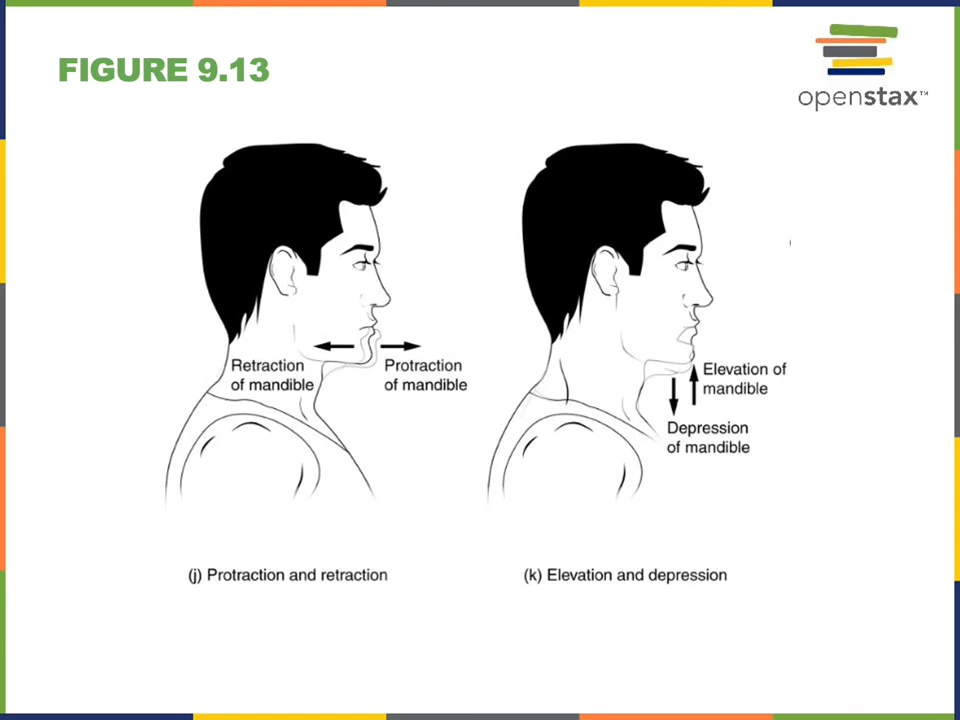 FIGURE 9.13
openstax™
Retraction
of mandible
Protraction
of mandible
Elevation of
mandible
Depression
of mandible
(j) Protraction and retraction
(k) Elevation and depression